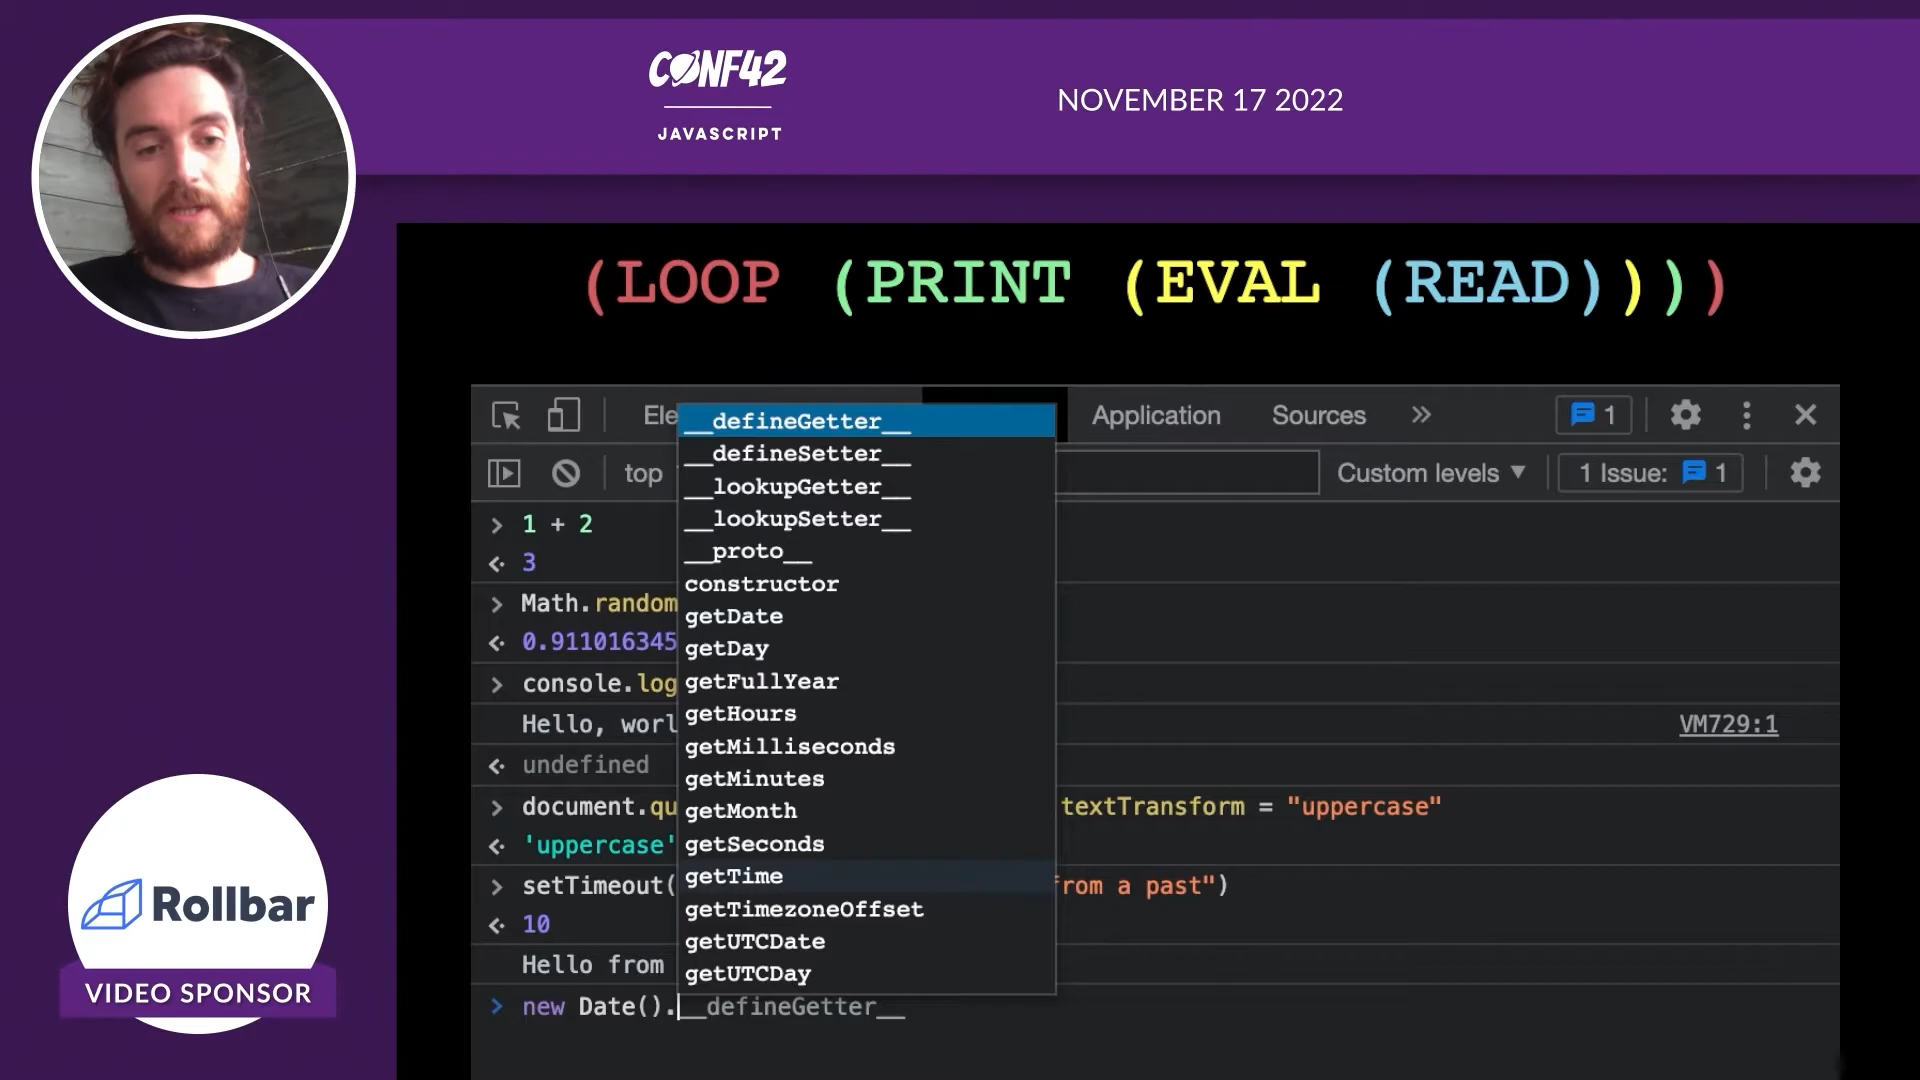 CONF42
JAVASCRIPT
NOVEMBER 17 2022
(LOOP (PRINT (EVAL (READ))))
Ele
Application
Sources
1
top
Custom levels
1 Issue: 1
> 1 + 2
3
> Math.random
0.911016345
> console.log
Hello, worl
VM729:1
undefined
> document.qu textTransform = "uppercase"
'uppercase'
> setTimeout( from a past")
10
Hello from
> new Date().__defineGetter__
__defineGetter__
__defineSetter__
__lookupGetter__
__lookupSetter__
__proto__
constructor
getDate
getDay
getFullYear
getHours
getMilliseconds
getMinutes
getMonth
getSeconds
getTime
getTimezoneOffset
getUTCDate
getUTCDay
Rollbar
VIDEO SPONSOR